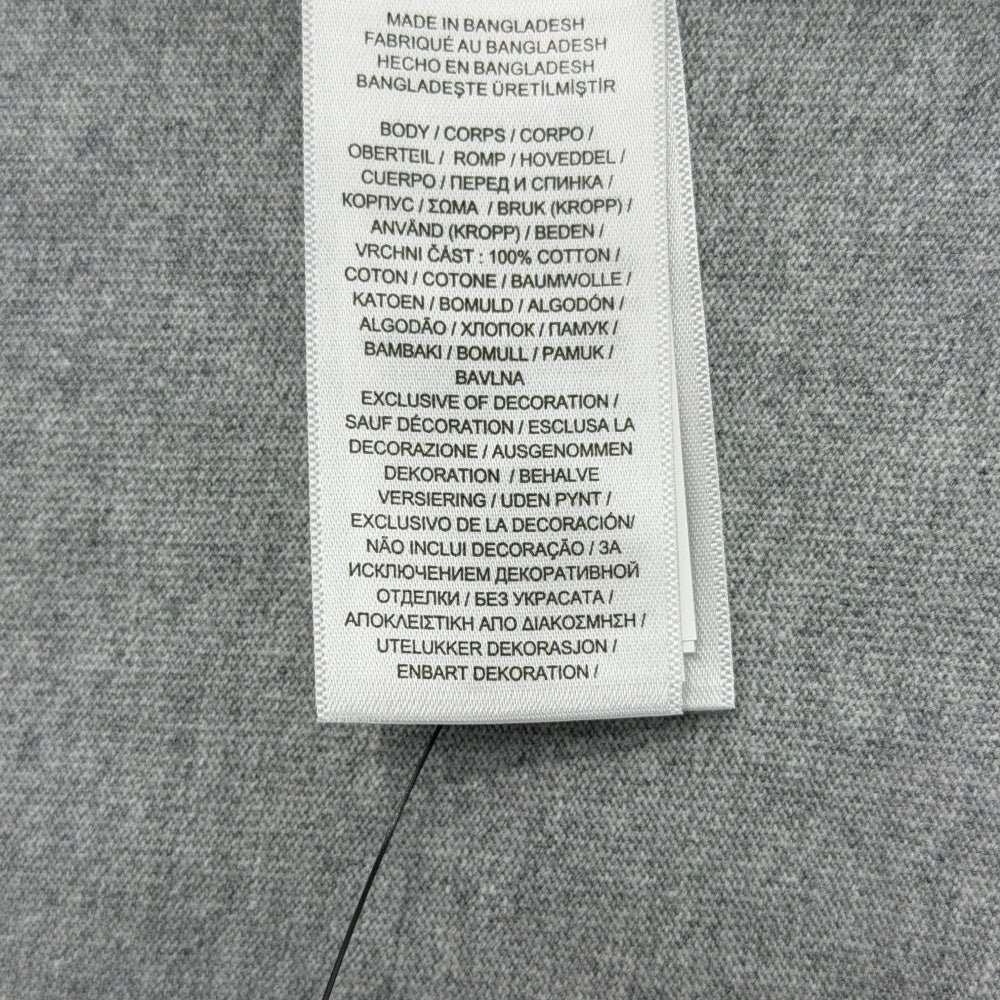 MADE IN BANGLADESH
FABRIQUÉ AU BANGLADESH
HECHO EN BANGLADESH
BANGLADEŞTE ÜRETİLMİŞTİR
BODY / CORPS / CORPO /
OBERTEIL / ROMP / HOVEDDEL /
CUERPO / ПЕРЕД И СПИНКА /
КОРПУС / ΣΩΜΑ / BRUK (KROPP) /
ANVÄND (KROPP) / BEDEN /
VRCHNI ČÁST : 100% COTTON /
COTON / COTONE / BAUMWOLLE /
KATOEN / BOMULD / ALGODÓN /
ALGODÃO / ХЛОПОК / ПАМУК /
BAMBAKI / BOMULL / PAMUK /
BAVLNA
EXCLUSIVE OF DECORATION /
SAUF DÉCORATION / ESCLUSA LA
DECORAZIONE / AUSGENOMMEN
DEKORATION / BEHALVE
VERSIERING / UDEN PYNT /
EXCLUSIVO DE LA DECORACIÓN/
NÃO INCLUI DECORAÇÃO / ЗА
ИСКЛЮЧЕНИЕМ ДЕКОРАТИВНОЙ
ОТДЕЛКИ / БЕЗ УКРАСАТА /
ΑΠΟΚΛΕΙΣΤΙΚΗ ΑΠΟ ΔΙΑΚΟΣΜΗΣΗ /
UTELUKKER DEKORASJON /
ENBART DEKORATION /